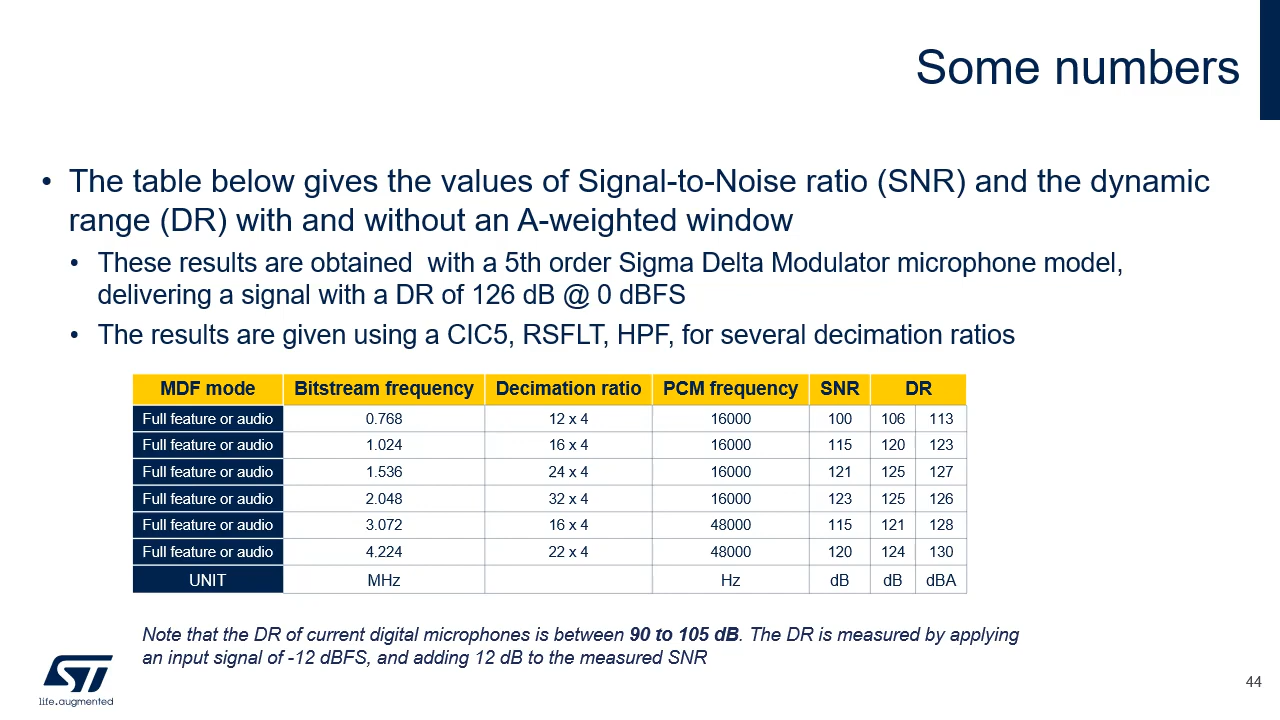 Some numbers
• The table below gives the values of Signal-to-Noise ratio (SNR) and the dynamic
range (DR) with and without an A-weighted window
• These results are obtained with a 5th order Sigma Delta Modulator microphone model,
delivering a signal with a DR of 126 dB @ 0 dBFS
• The results are given using a CIC5, RSFLT, HPF, for several decimation ratios
MDF mode Bitstream frequency Decimation ratio PCM frequency SNR DR
Full feature or audio 0.768 12 x 4 16000 100 106 113
Full feature or audio 1.024 16 x 4 16000 115 120 123
Full feature or audio 1.536 24 x 4 16000 121 125 127
Full feature or audio 2.048 32 x 4 16000 123 125 126
Full feature or audio 3.072 16 x 4 48000 115 121 128
Full feature or audio 4.224 22 x 4 48000 120 124 130
UNIT MHz Hz dB dB dBA
Note that the DR of current digital microphones is between 90 to 105 dB. The DR is measured by applying
an input signal of -12 dBFS, and adding 12 dB to the measured SNR
ST
life.augmented
44